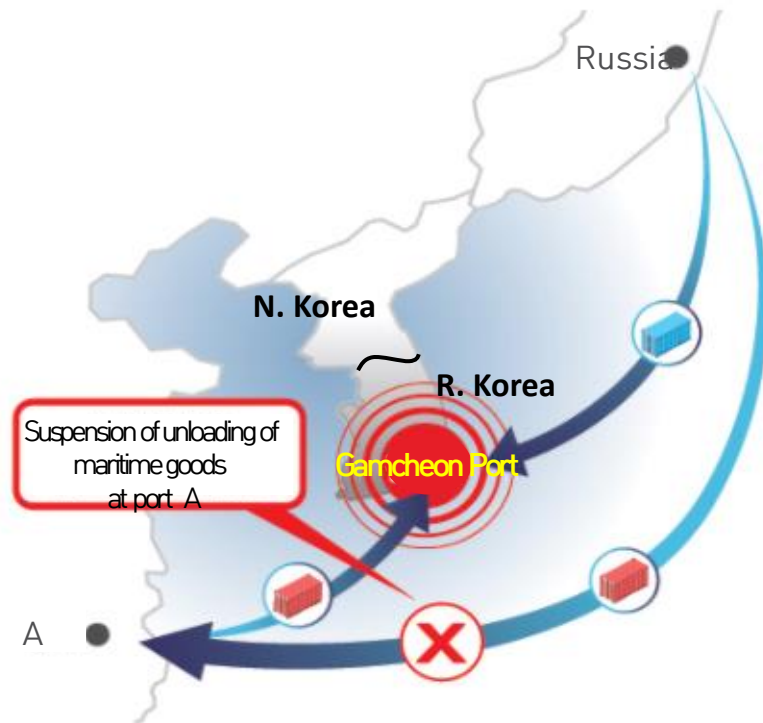 Russia
N. Korea
R. Korea
Suspension of unloading of
maritime goods
at port A
Gamcheon Port
A